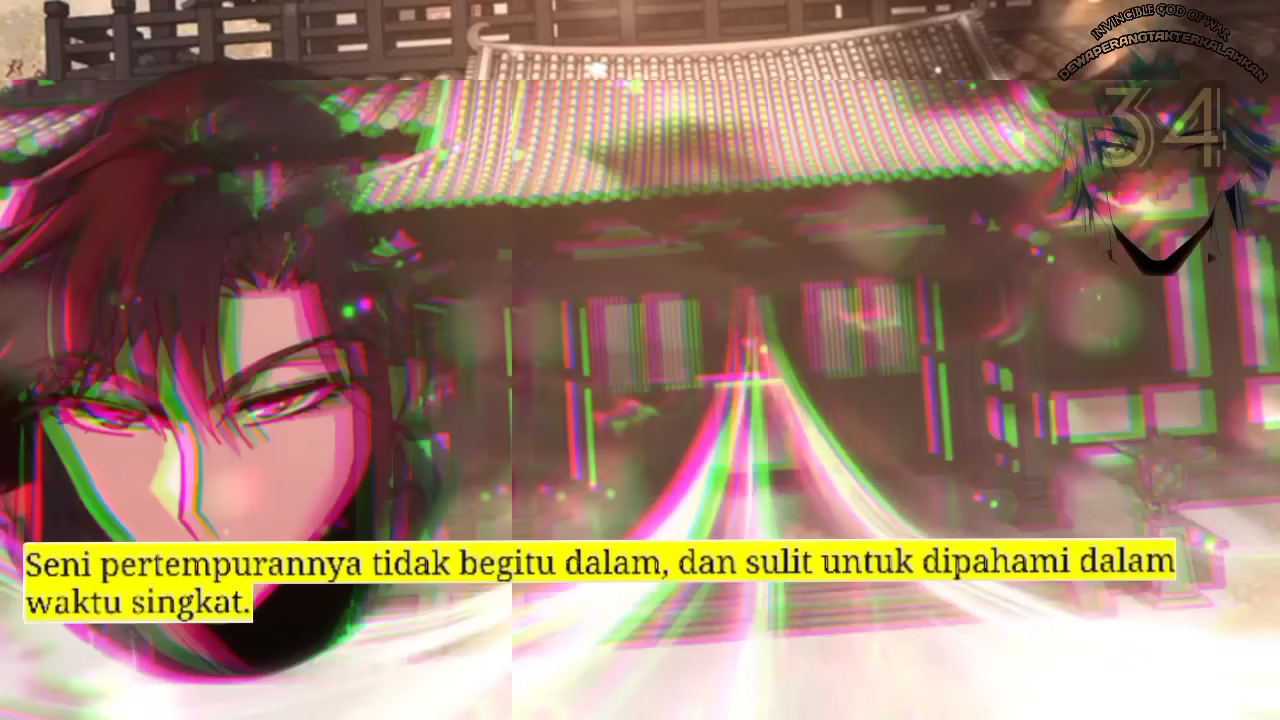 INVINCIBLE GOD OF WAR
DEWAPERANGTAKTERKALAHKAN
34
Seni pertempurannya tidak begitu dalam, dan sulit untuk dipahami dalam
waktu singkat.